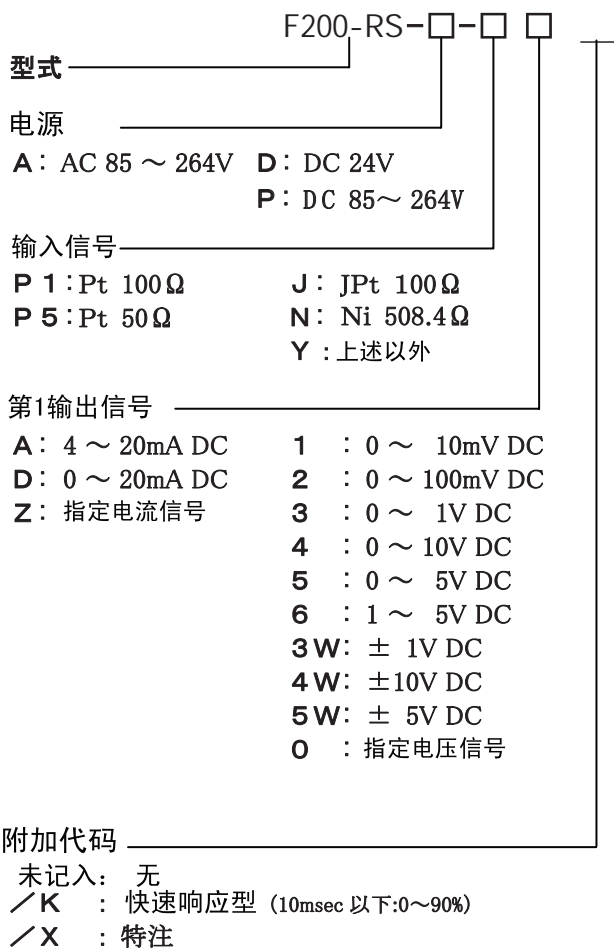 F200-RS-□-□ □
型式
电源
A: AC 85 ～ 264V D: DC 24V
P: DC 85～ 264V
输入信号
P 1:Pt 100Ω J: JPt 100Ω
P 5:Pt 50Ω N: Ni 508.4Ω
Y :上述以外
第1输出信号
A: 4 ～ 20mA DC 1 : 0 ～ 10mV DC
D: 0 ～ 20mA DC 2 : 0 ～ 100mV DC
Z: 指定电流信号 3 : 0 ～ 1V DC
4 : 0 ～ 10V DC
5 : 0 ～ 5V DC
6 : 1 ～ 5V DC
3W: ± 1V DC
4W: ±10V DC
5W: ± 5V DC
0 : 指定电压信号
附加代码
未记入: 无
／K : 快速响应型 (10msec 以下:0～90%)
／X : 特注